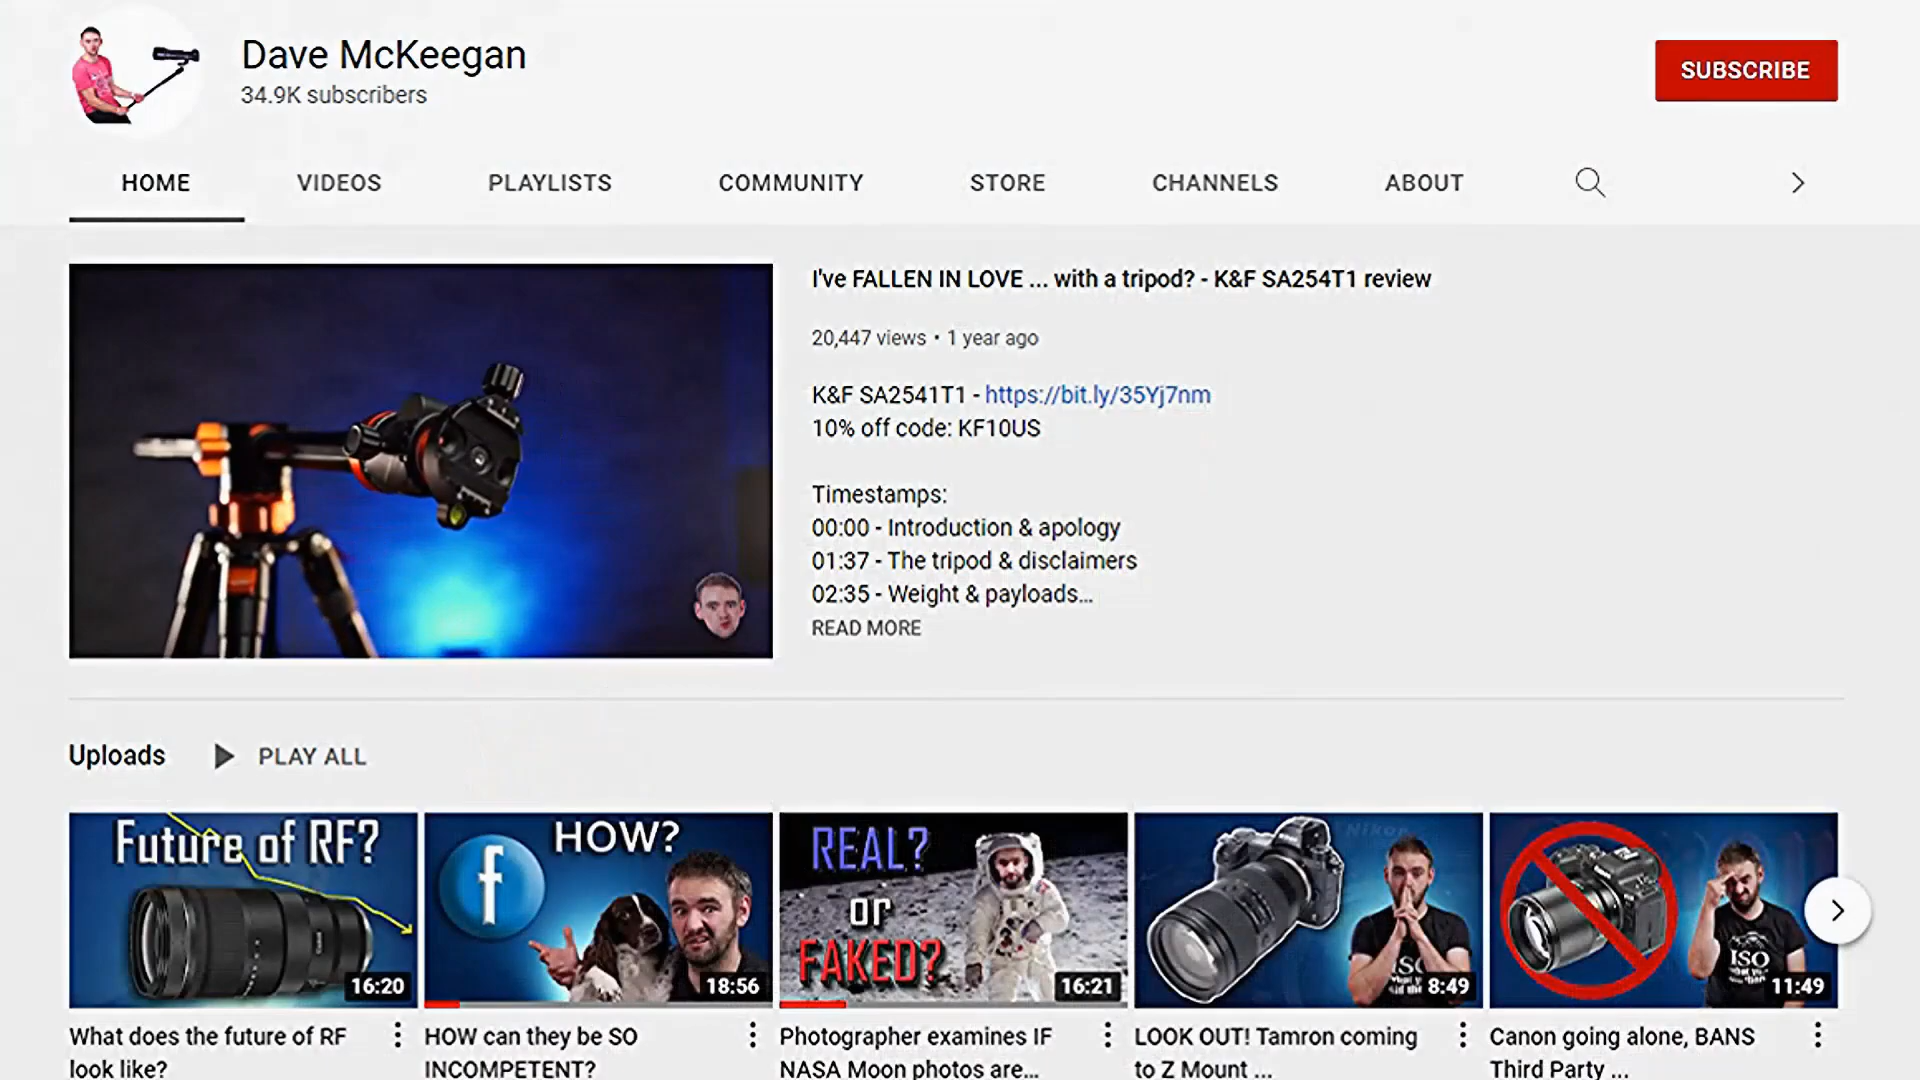 Dave McKeegan
34.9K subscribers
SUBSCRIBE
HOME
VIDEOS
PLAYLISTS
COMMUNITY
STORE
CHANNELS
ABOUT
I've FALLEN IN LOVE ... with a tripod? - K&F SA254T1 review
20,447 views • 1 year ago
K&F SA2541T1 - https://bit.ly/35Yj7nm
10% off code: KF10US
Timestamps:
00:00 - Introduction & apology
01:37 - The tripod & disclaimers
02:35 - Weight & payloads...
READ MORE
Uploads
PLAY ALL
Future of RF?
16:20
f
HOW?
18:56
REAL?
or
FAKED?
16:21
Nikon
8:49
ISO
11:49
What does the future of RF
look like?
HOW can they be SO
INCOMPETENT?
Photographer examines IF
NASA Moon photos are...
LOOK OUT! Tamron coming
to Z Mount ...
Canon going alone, BANS
Third Party ...